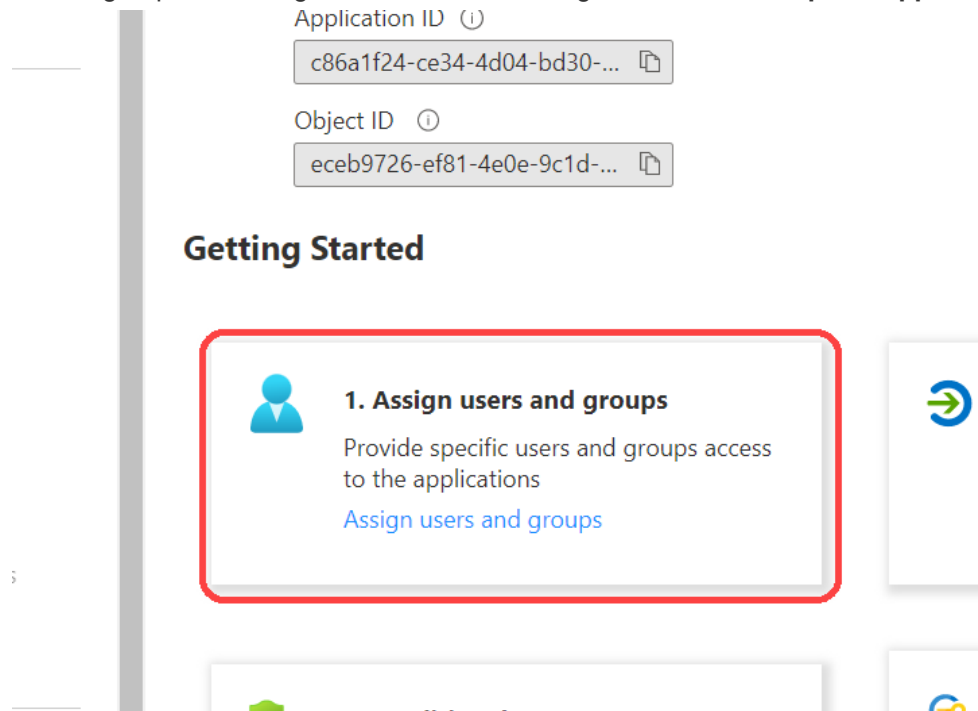 Application ID
c86a1f24-ce34-4d04-bd30-...
Object ID
eceb9726-ef81-4e0e-9c1d-...
Getting Started
1. Assign users and groups
Provide specific users and groups access
to the applications
Assign users and groups
s